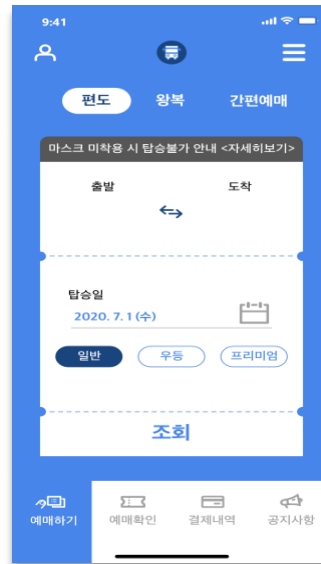 9:41
편도 왕복 간편예매
마스크 미착용 시 탑승불가 안내 <자세히보기>
출발 도착
탑승일
2020. 7. 1 (수)
일반 우등 프리미엄
조회
예매하기 예매확인 결제내역 공지사항